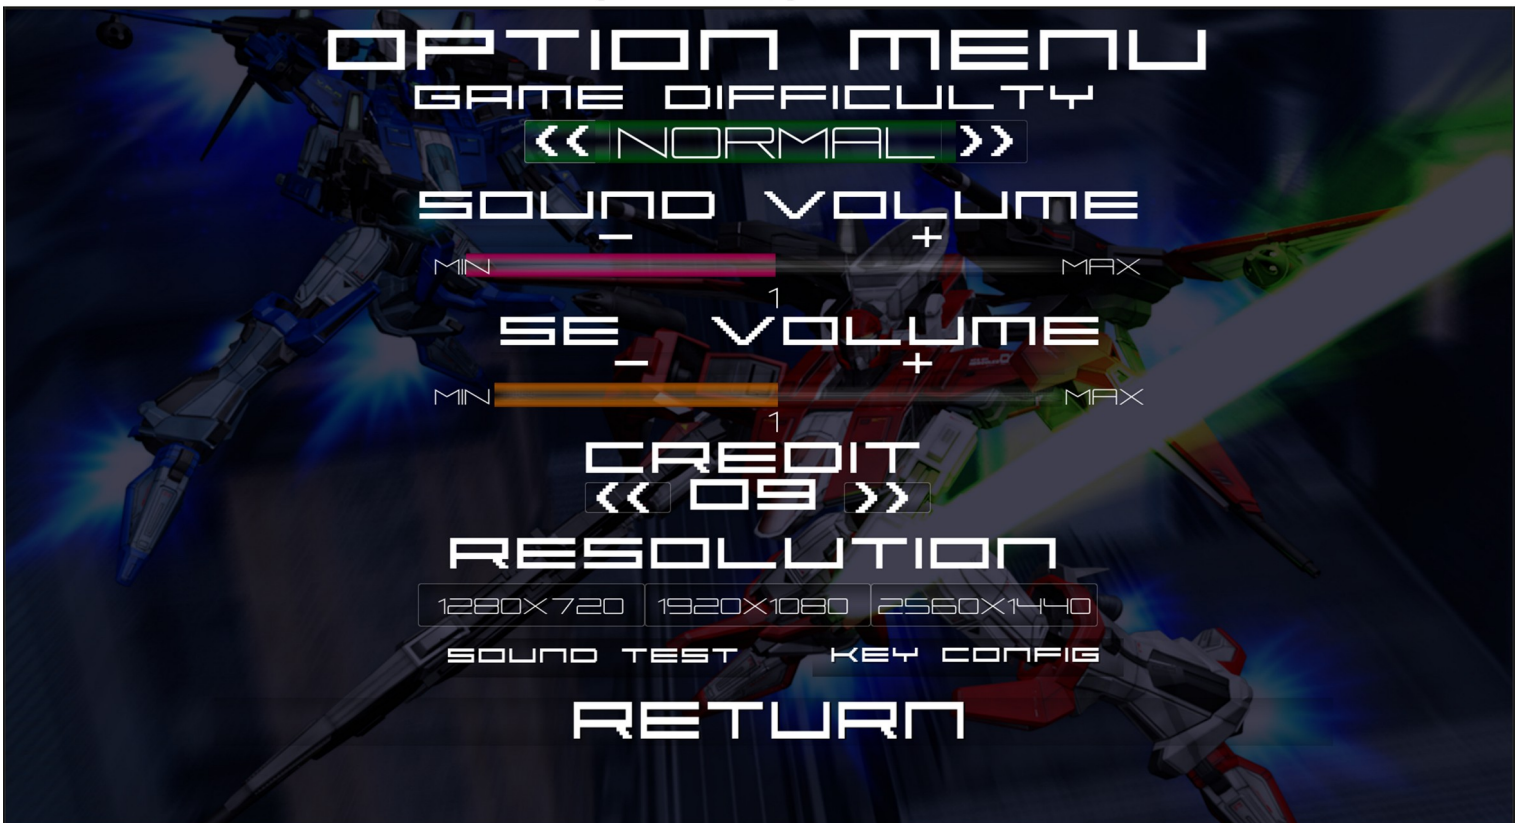 OPTION MENU
GAME DIFFICULTY
<< NORMAL >>
SOUND VOLUME
- +
MIN MAX
1
SE VOLUME
- +
MIN MAX
1
CREDIT
<< 09 >>
RESOLUTION
1280X720 1920X1080 2560X1440
SOUND TEST KEY CONFIG
RETURN